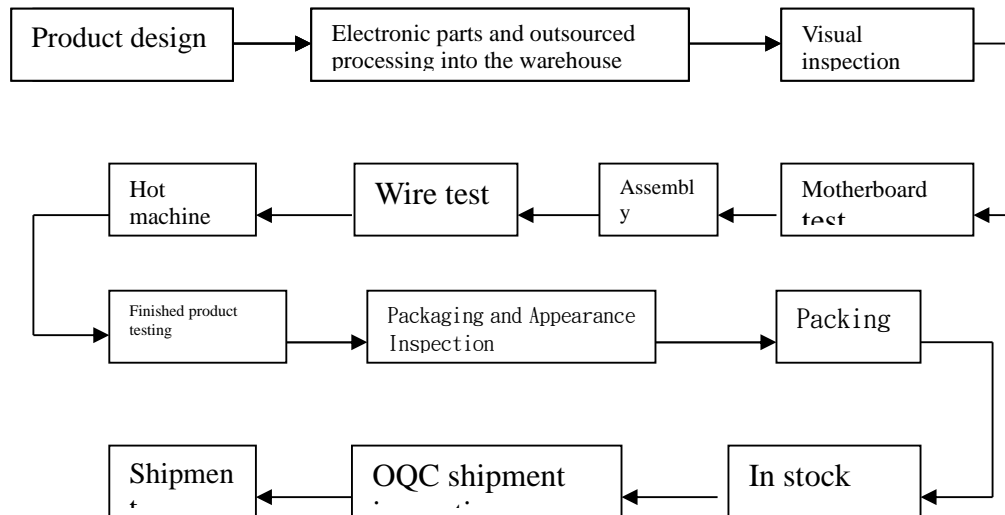 Product design
Electronic parts and outsourced
processing into the warehouse
Visual
inspection
Hot
machine
Wire test
Assembl
y
Motherboard
test
Finished product
testing
Packaging and Appearance
Inspection
Packing
Shipmen
t
OQC shipment
inspection
In stock